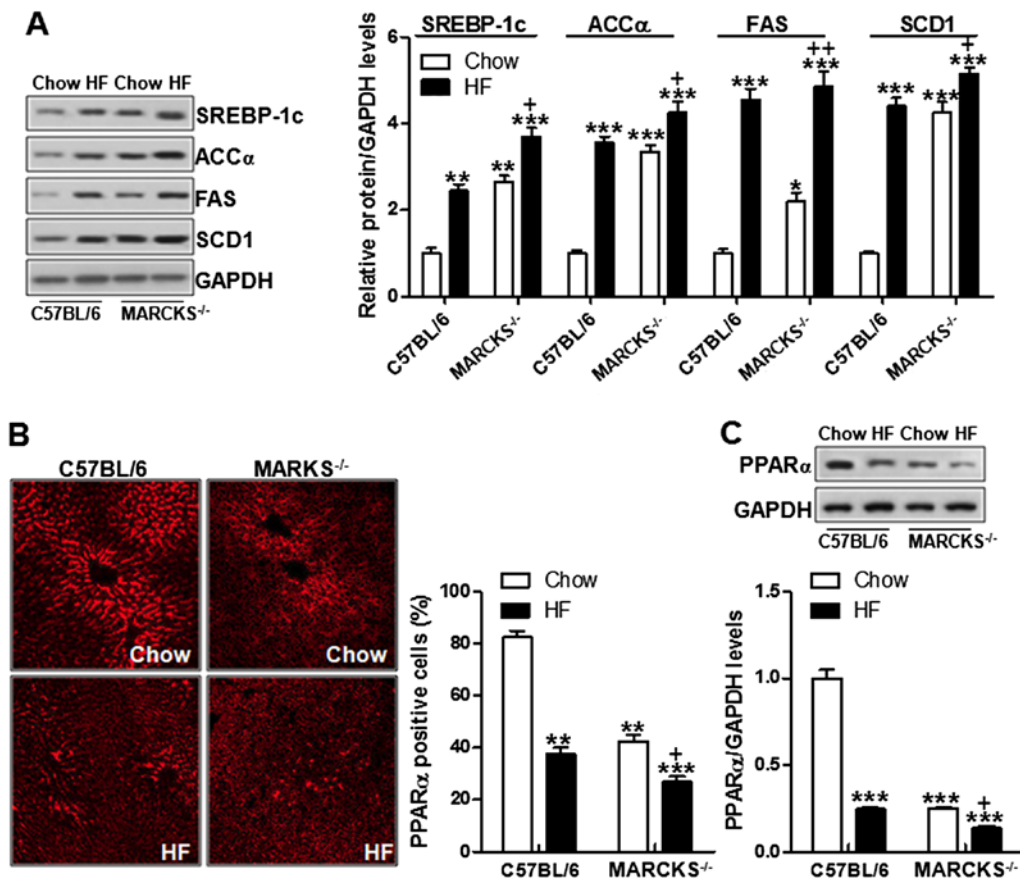 A
Chow HF Chow HF
SREBP-1c
ACCα
FAS
SCD1
GAPDH
C57BL/6 MARCKS-/-
SREBP-1c ACCα FAS SCD1
Chow
HF
Relative protein/GAPDH levels
6
4
2
0
+ + ++ +
** ** *** *** *** *** *** * *** *** *** ***
C57BL/6 MARCKS-/- C57BL/6 MARCKS-/- C57BL/6 MARCKS-/- C57BL/6 MARCKS-/-
B
C57BL/6 MARKS-/-
Chow Chow
HF HF
Chow
HF
PPARα positive cells (%)
100
80
60
40
20
0
+
** ** ***
C57BL/6 MARCKS-/-
C
Chow HF Chow HF
PPARα
GAPDH
C57BL/6 MARCKS-/-
Chow
HF
PPARα/GAPDH levels
1.5
1.0
0.5
0.0
+
*** *** ***
C57BL/6 MARCKS-/-